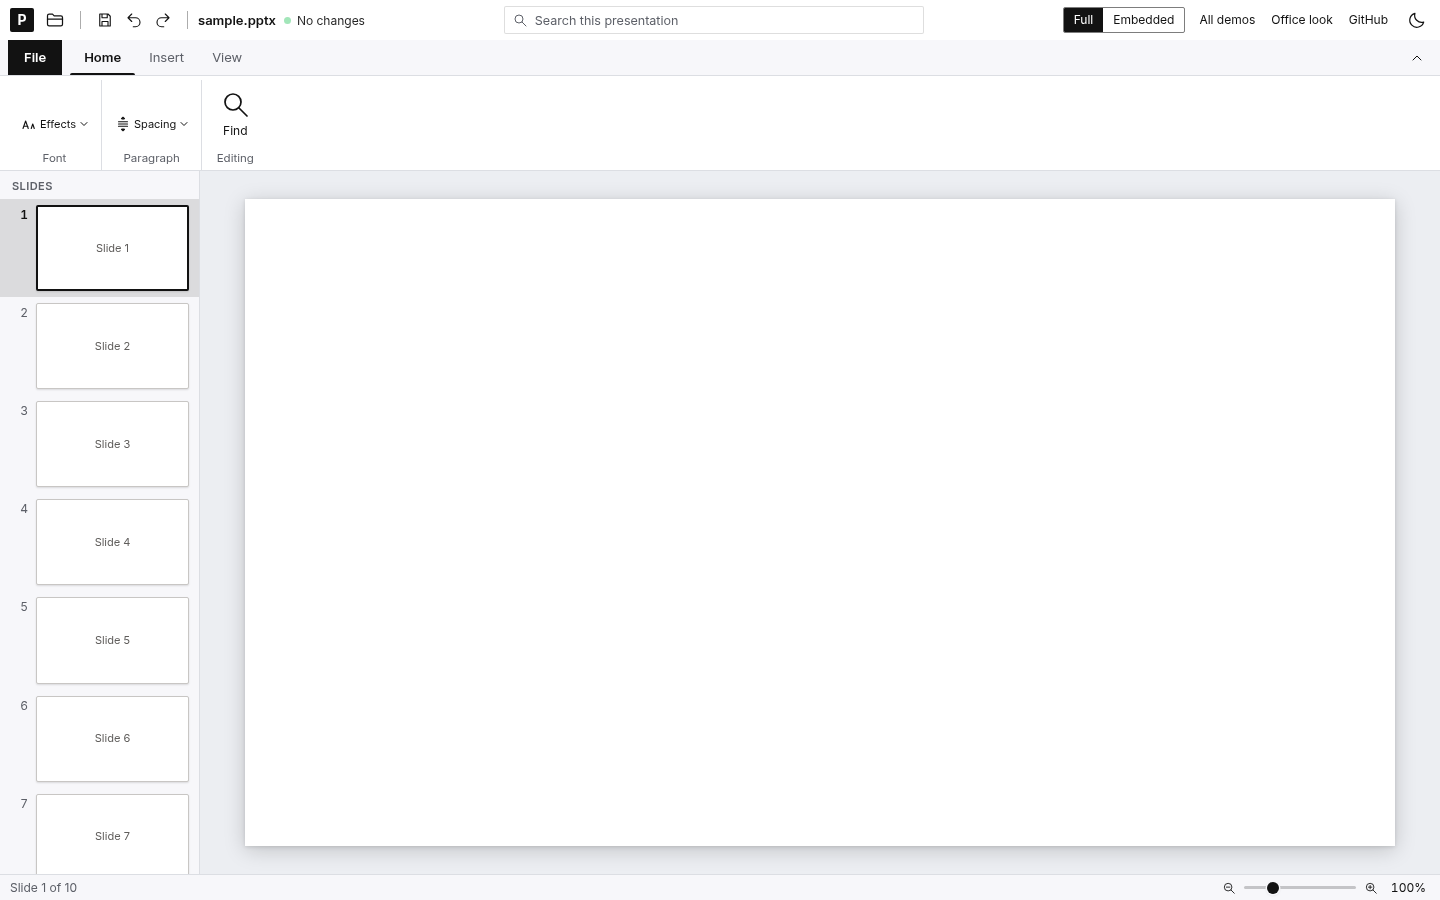 P
sample.pptx No changes
Search this presentation
Full Embedded All demos Office look GitHub
File Home Insert View
Effects Spacing Find
Font Paragraph Editing
SLIDES
1 Slide 1
2 Slide 2
3 Slide 3
4 Slide 4
5 Slide 5
6 Slide 6
7 Slide 7
Slide 1 of 10 100%